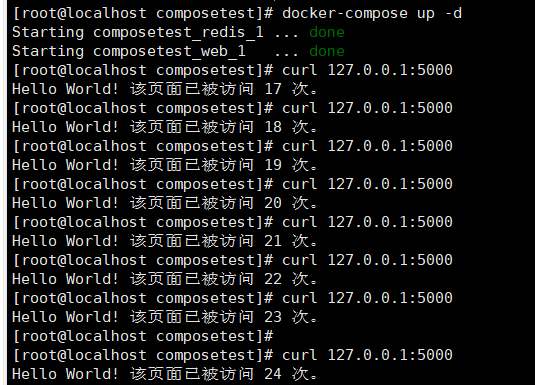 [root@localhost composetest]# docker-compose up -d
Starting composetest_redis_1 ... done
Starting composetest_web_1   ... done
[root@localhost composetest]# curl 127.0.0.1:5000
Hello World! 该页面已被访问 17 次。
[root@localhost composetest]# curl 127.0.0.1:5000
Hello World! 该页面已被访问 18 次。
[root@localhost composetest]# curl 127.0.0.1:5000
Hello World! 该页面已被访问 19 次。
[root@localhost composetest]# curl 127.0.0.1:5000
Hello World! 该页面已被访问 20 次。
[root@localhost composetest]# curl 127.0.0.1:5000
Hello World! 该页面已被访问 21 次。
[root@localhost composetest]# curl 127.0.0.1:5000
Hello World! 该页面已被访问 22 次。
[root@localhost composetest]# curl 127.0.0.1:5000
Hello World! 该页面已被访问 23 次。
[root@localhost composetest]#
[root@localhost composetest]# curl 127.0.0.1:5000
Hello World! 该页面已被访问 24 次。